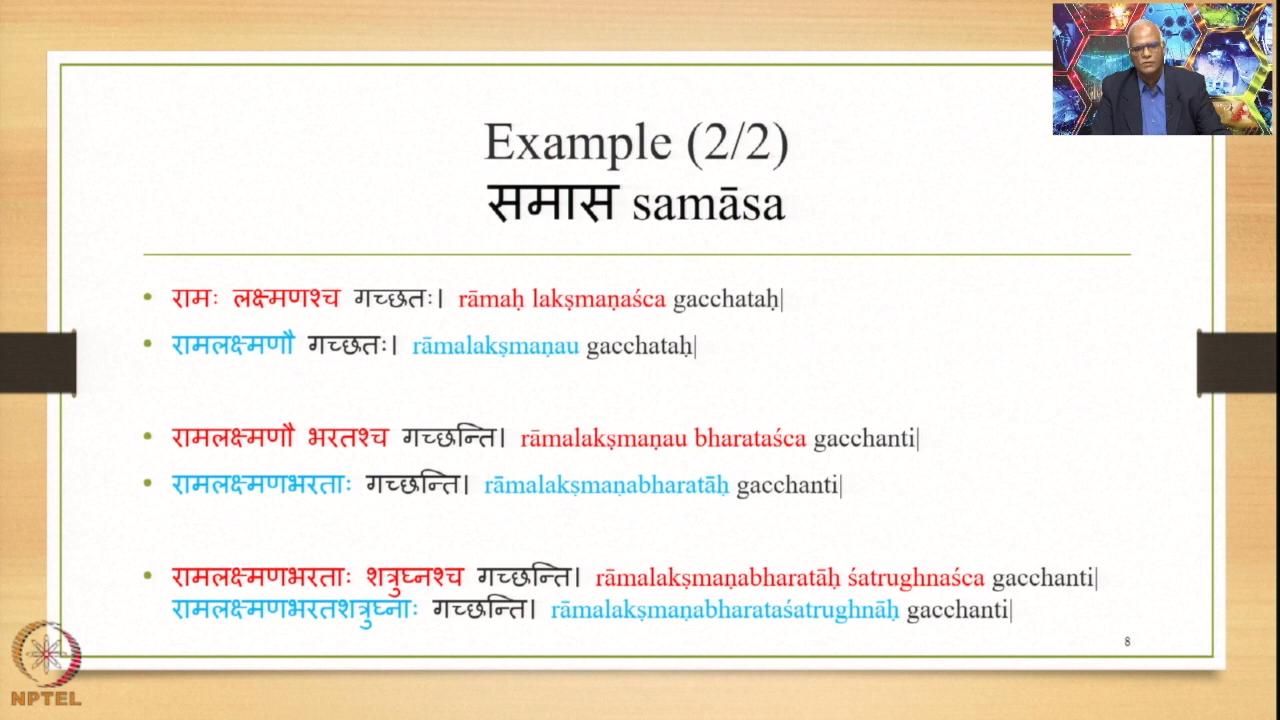 Example (2/2)
समास samāsa
• रामः लक्ष्मणश्च गच्छतः। rāmaḥ lakṣmaṇaśca gacchataḥ|
• रामलक्ष्मणौ गच्छतः। rāmalakṣmaṇau gacchataḥ|
• रामलक्ष्मणौ भरतश्च गच्छन्ति। rāmalakṣmaṇau bharataśca gacchanti|
• रामलक्ष्मणभरताः गच्छन्ति। rāmalakṣmaṇabharatāḥ gacchanti|
• रामलक्ष्मणभरताः शत्रुघ्नश्च गच्छन्ति। rāmalakṣmaṇabharatāḥ śatrughnaśca gacchanti|
रामलक्ष्मणभरतशत्रुघ्नाः गच्छन्ति। rāmalakṣmaṇabharataśatrughnāḥ gacchanti|
8
NPTEL